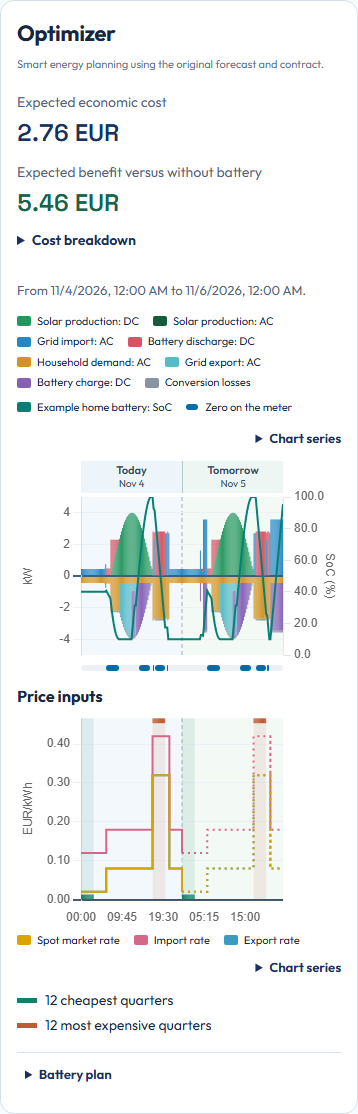 Optimizer
Smart energy planning using the original forecast and contract.
Expected economic cost
2.76 EUR
Expected benefit versus without battery
5.46 EUR
Cost breakdown
From 11/4/2026, 12:00 AM to 11/6/2026, 12:00 AM.
Solar production: DC Solar production: AC
Grid import: AC Battery discharge: DC
Household demand: AC Grid export: AC
Battery charge: DC Conversion losses
Example home battery: SoC Zero on the meter
Chart series
Today Tomorrow
Nov 4 Nov 5
100.0
4
80.0
2
60.0
0
40.0
-2
20.0
-4
0.0
kW
SoC (%)
Price inputs
0.40
0.30
0.20
0.10
0.00
EUR/kWh
00:00 09:45 19:30 05:15 15:00
Spot market rate Import rate Export rate
Chart series
12 cheapest quarters
12 most expensive quarters
Battery plan